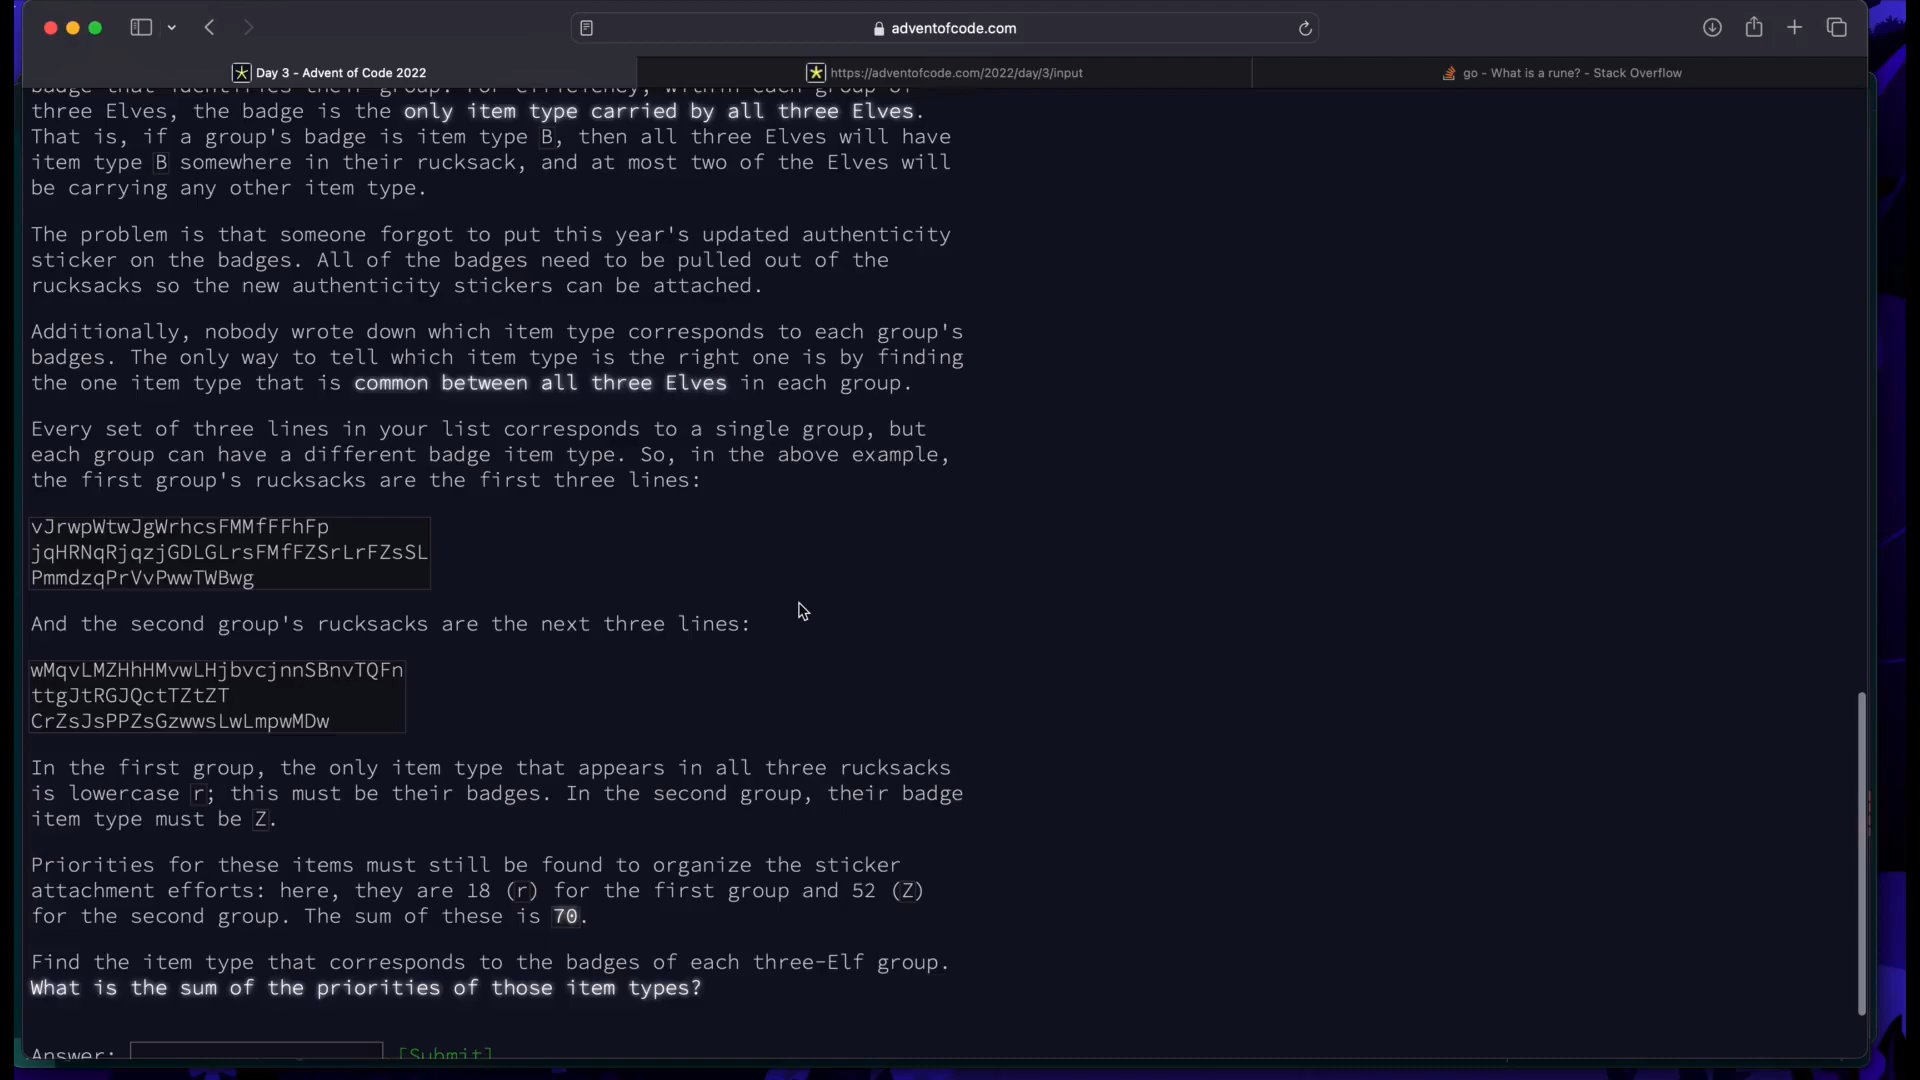 adventofcode.com
Day 3 - Advent of Code 2022
https://adventofcode.com/2022/day/3/input
go - What is a rune? - Stack Overflow
badge that identifies their group. For efficiency, within each group of
three Elves, the badge is the only item type carried by all three Elves.
That is, if a group's badge is item type B, then all three Elves will have
item type B somewhere in their rucksack, and at most two of the Elves will
be carrying any other item type.
The problem is that someone forgot to put this year's updated authenticity
sticker on the badges. All of the badges need to be pulled out of the
rucksacks so the new authenticity stickers can be attached.
Additionally, nobody wrote down which item type corresponds to each group's
badges. The only way to tell which item type is the right one is by finding
the one item type that is common between all three Elves in each group.
Every set of three lines in your list corresponds to a single group, but
each group can have a different badge item type. So, in the above example,
the first group's rucksacks are the first three lines:
vJrwpWtwJgWrhcsFMMfFFhFp
jqHRNqRjqzjGDLGLrsFMfFZSrLrFZsSL
PmmdzqPrVvPwwTWBwg
And the second group's rucksacks are the next three lines:
wMqvLMZHhHMvwLHjbvcjnnSBnvTQFn
ttgJtRGJQctTZtZT
CrZsJsPPZsGzwwsLwLmpwMDw
In the first group, the only item type that appears in all three rucksacks
is lowercase r; this must be their badges. In the second group, their badge
item type must be Z.
Priorities for these items must still be found to organize the sticker
attachment efforts: here, they are 18 (r) for the first group and 52 (Z)
for the second group. The sum of these is 70.
Find the item type that corresponds to the badges of each three-Elf group.
What is the sum of the priorities of those item types?
Answer: [Submit]